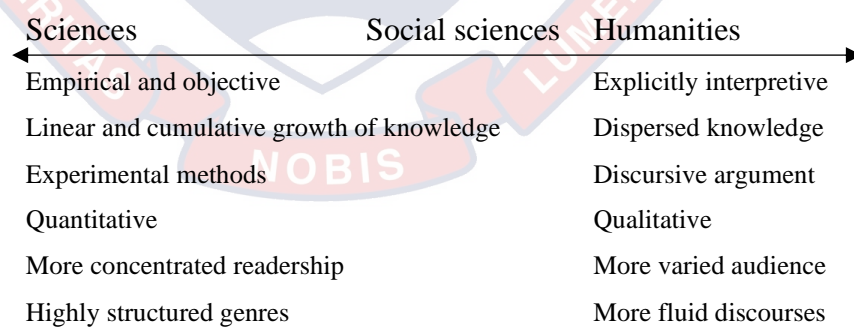 Sciences Social sciences Humanities
Empirical and objective Explicitly interpretive
Linear and cumulative growth of knowledge Dispersed knowledge
Experimental methods Discursive argument
NOBIS
Quantitative Qualitative
More concentrated readership More varied audience
Highly structured genres More fluid discourses